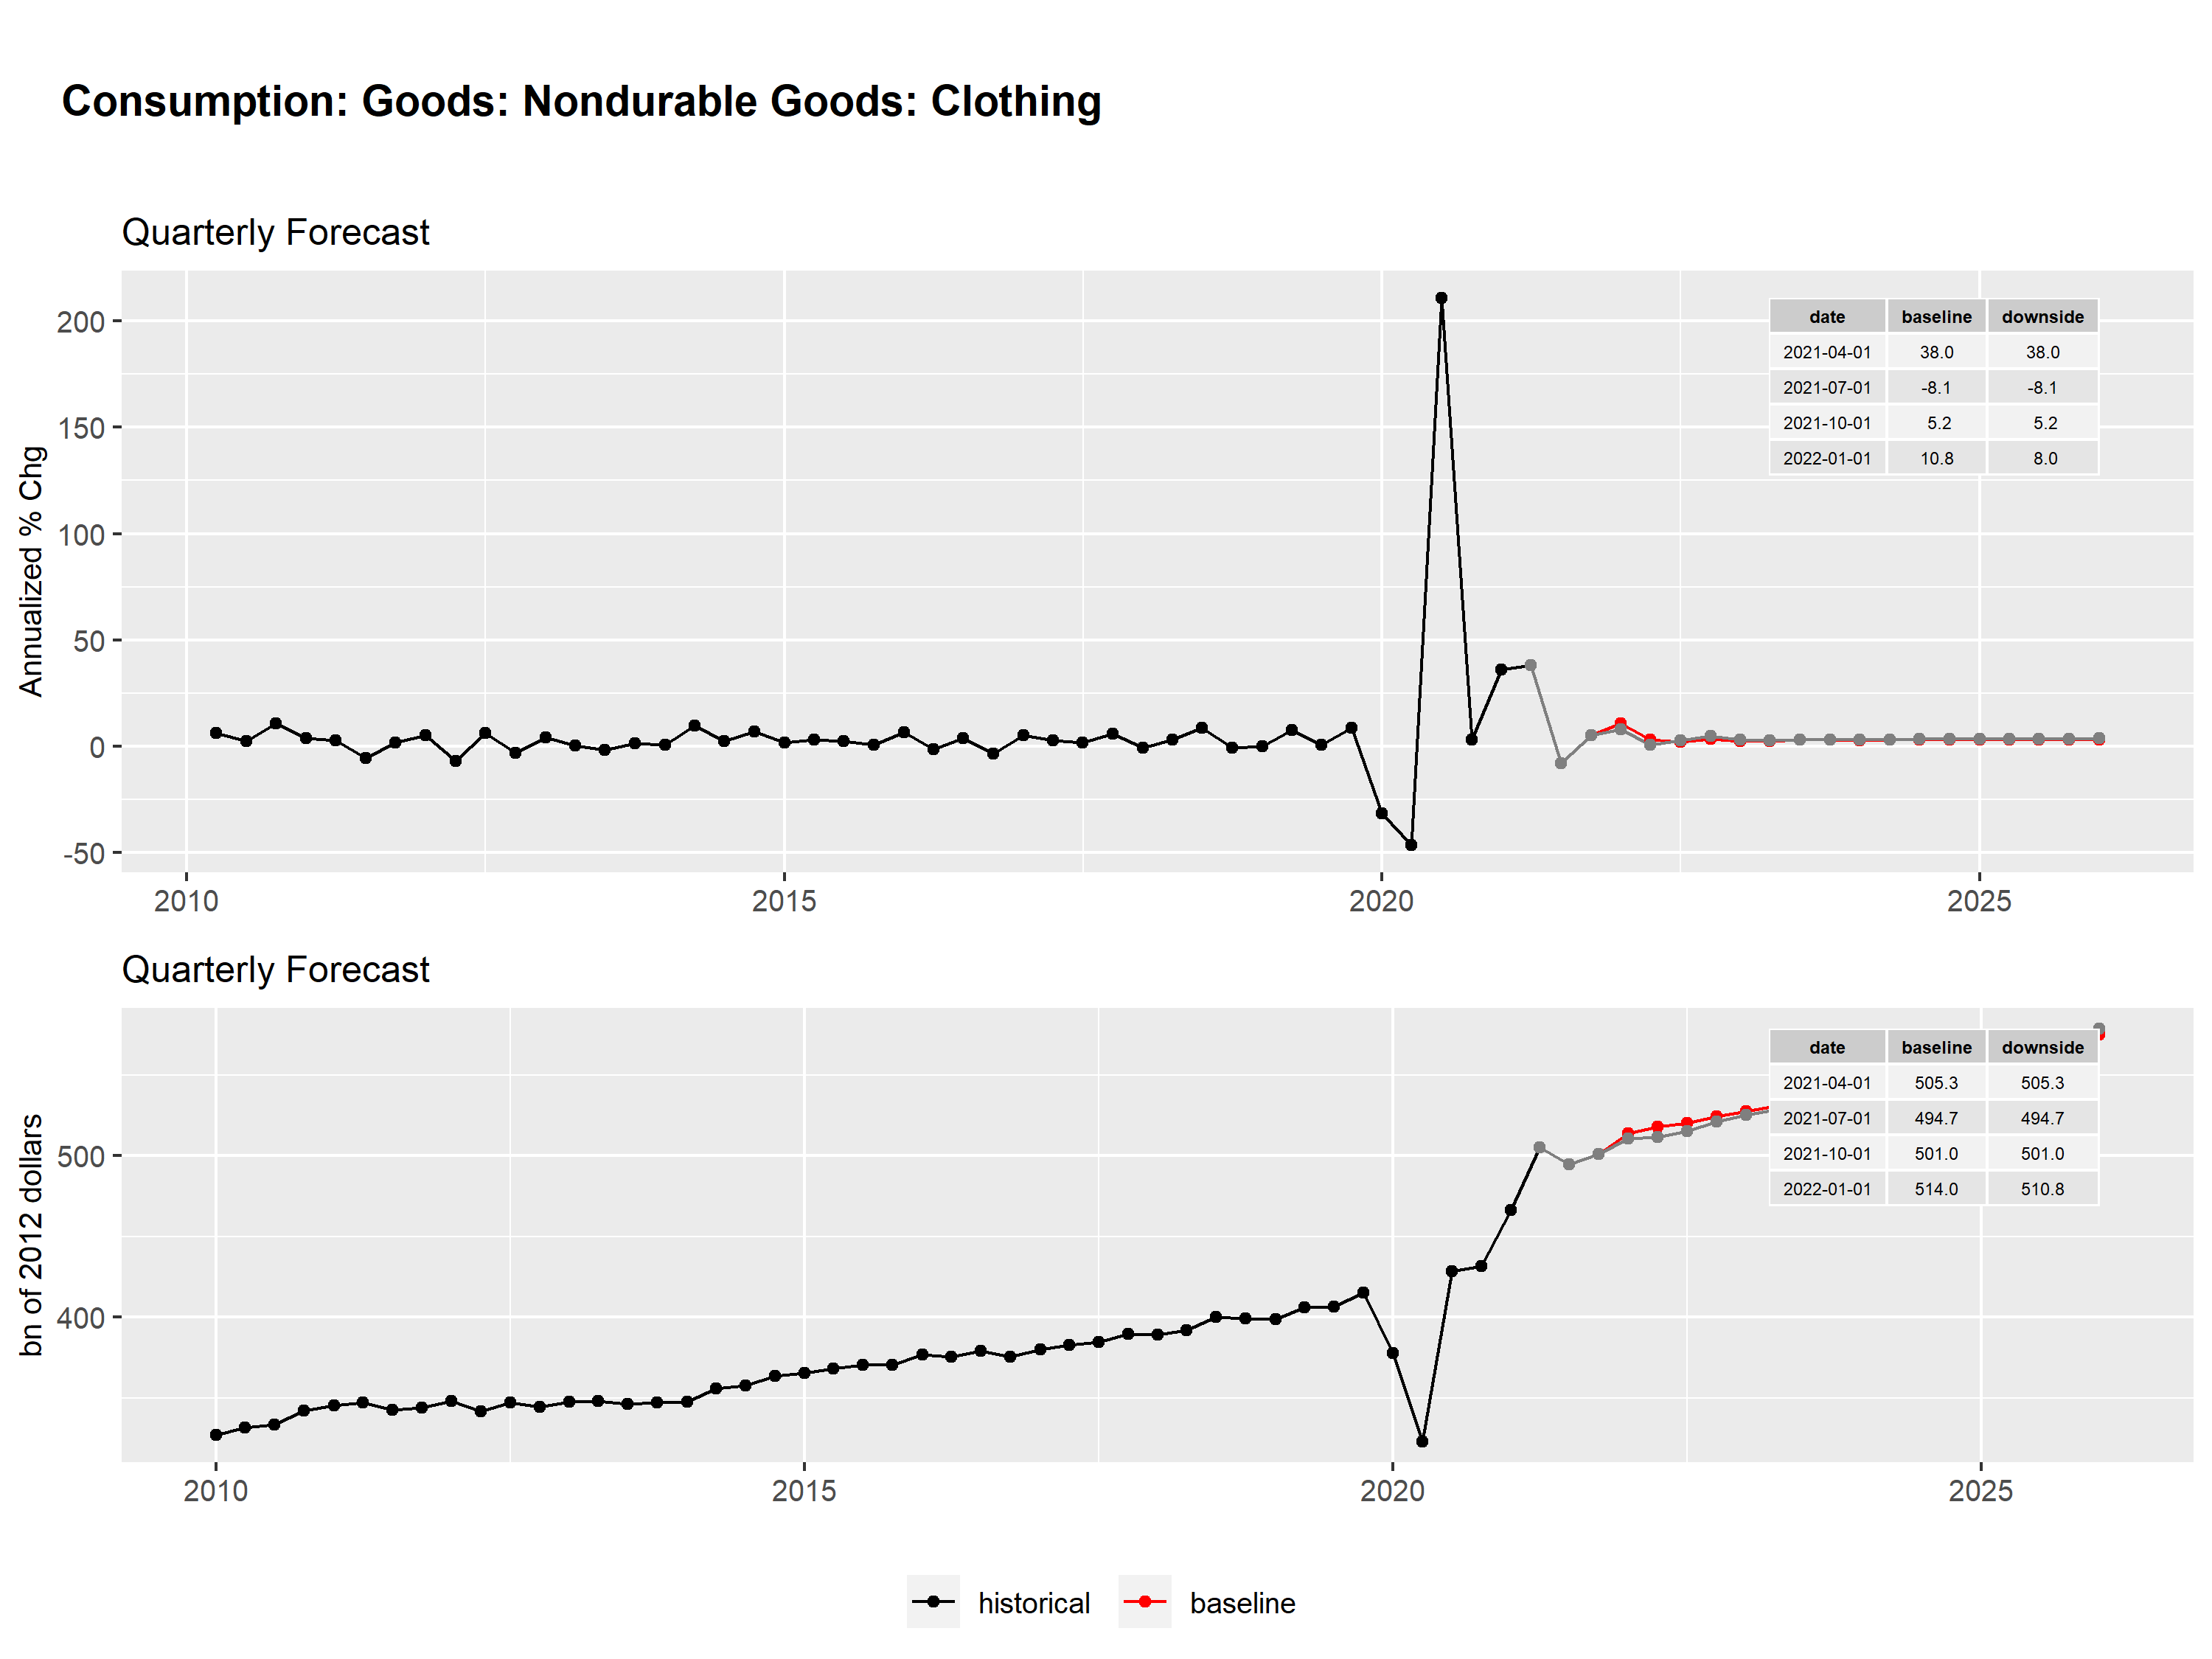 Consumption: Goods: Nondurable Goods: Clothing
Quarterly Forecast
Annualized % Chg
200
150
100
50
0
-50
date baseline downside
2021-04-01 38.0 38.0
2021-07-01 -8.1 -8.1
2021-10-01 5.2 5.2
2022-01-01 10.8 8.0
2010 2015 2020 2025
Quarterly Forecast
bn of 2012 dollars
500
400
date baseline downside
2021-04-01 505.3 505.3
2021-07-01 494.7 494.7
2021-10-01 501.0 501.0
2022-01-01 514.0 510.8
2010 2015 2020 2025
historical baseline